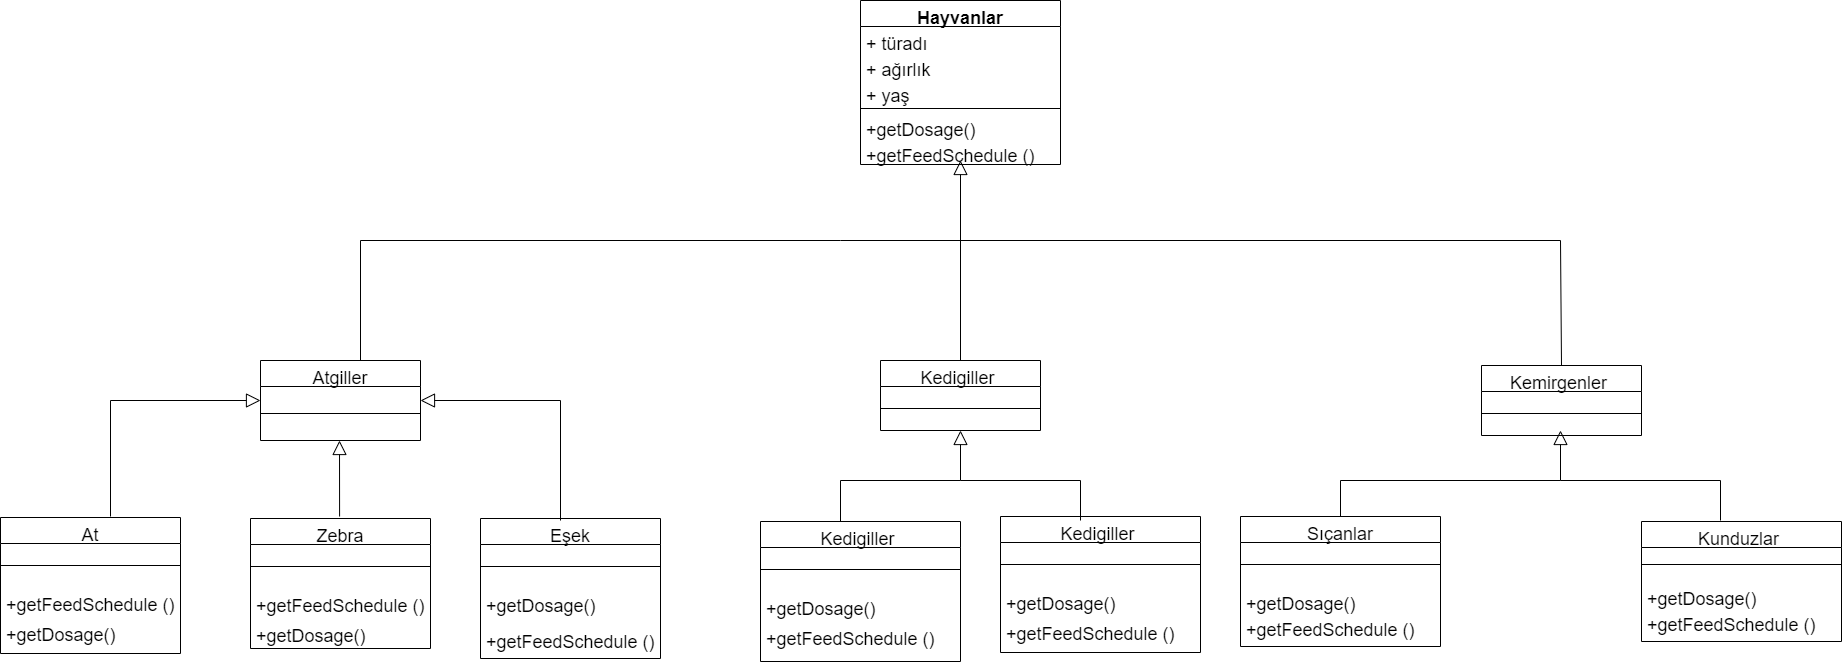 Hayvanlar
+ türadı
+ ağırlık
+ yaş
+getDosage()
+getFeedSchedule ()
Atgiller
Kedigiller
Kemirgenler
At
+getFeedSchedule ()
+getDosage()
Zebra
+getFeedSchedule ()
+getDosage()
Eşek
+getDosage()
+getFeedSchedule ()
Kedigiller
+getDosage()
+getFeedSchedule ()
Kedigiller
+getDosage()
+getFeedSchedule ()
Sıçanlar
+getDosage()
+getFeedSchedule ()
Kunduzlar
+getDosage()
+getFeedSchedule ()